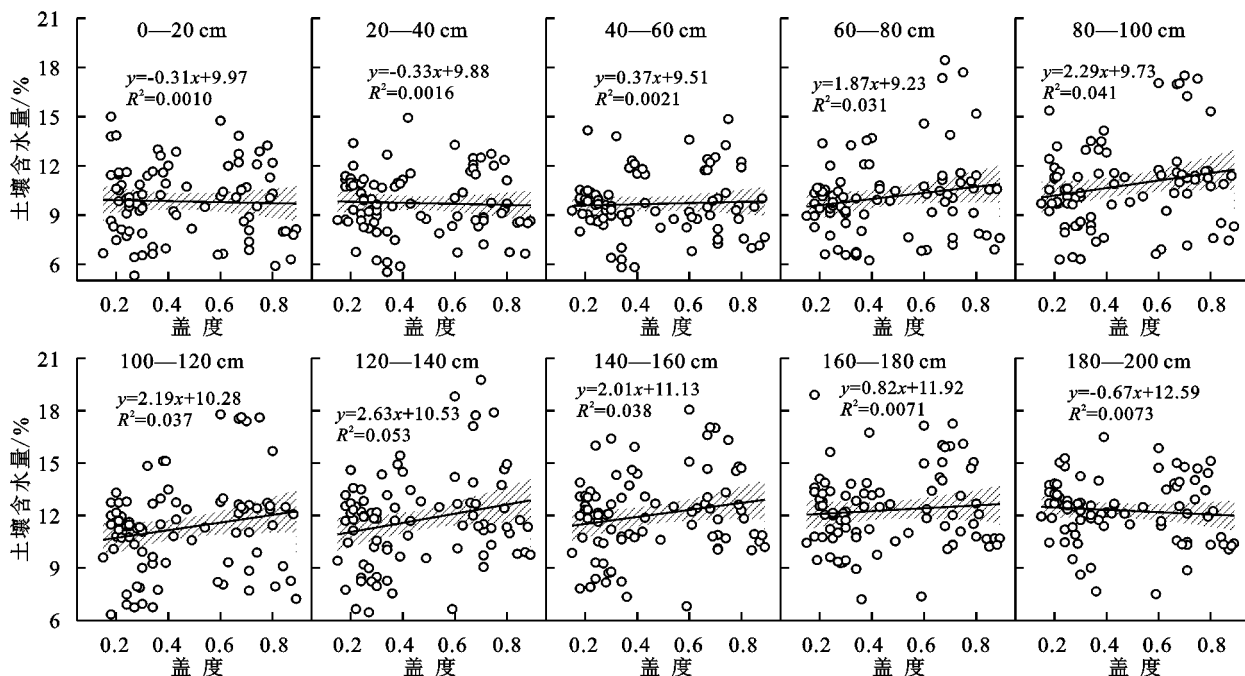 0—20 cm
20—40 cm
40—60 cm
60—80 cm
80—100 cm
y=-0.31x+9.97
R²=0.0010
y=-0.33x+9.88
R²=0.0016
y=0.37x+9.51
R²=0.0021
y=1.87x+9.23
R²=0.031
y=2.29x+9.73
R²=0.041
土壤含水量/%
21
18
15
12
9
6
0.2 0.4 0.6 0.8
0.2 0.4 0.6 0.8
0.2 0.4 0.6 0.8
0.2 0.4 0.6 0.8
0.2 0.4 0.6 0.8
盖 度
盖 度
盖 度
盖 度
盖 度
100—120 cm
120—140 cm
140—160 cm
160—180 cm
180—200 cm
y=2.19x+10.28
R²=0.037
y=2.63x+10.53
R²=0.053
y=2.01x+11.13
R²=0.038
y=0.82x+11.92
R²=0.0071
y=-0.67x+12.59
R²=0.0073
土壤含水量/%
21
18
15
12
9
6
0.2 0.4 0.6 0.8
0.2 0.4 0.6 0.8
0.2 0.4 0.6 0.8
0.2 0.4 0.6 0.8
0.2 0.4 0.6 0.8
盖 度
盖 度
盖 度
盖 度
盖 度